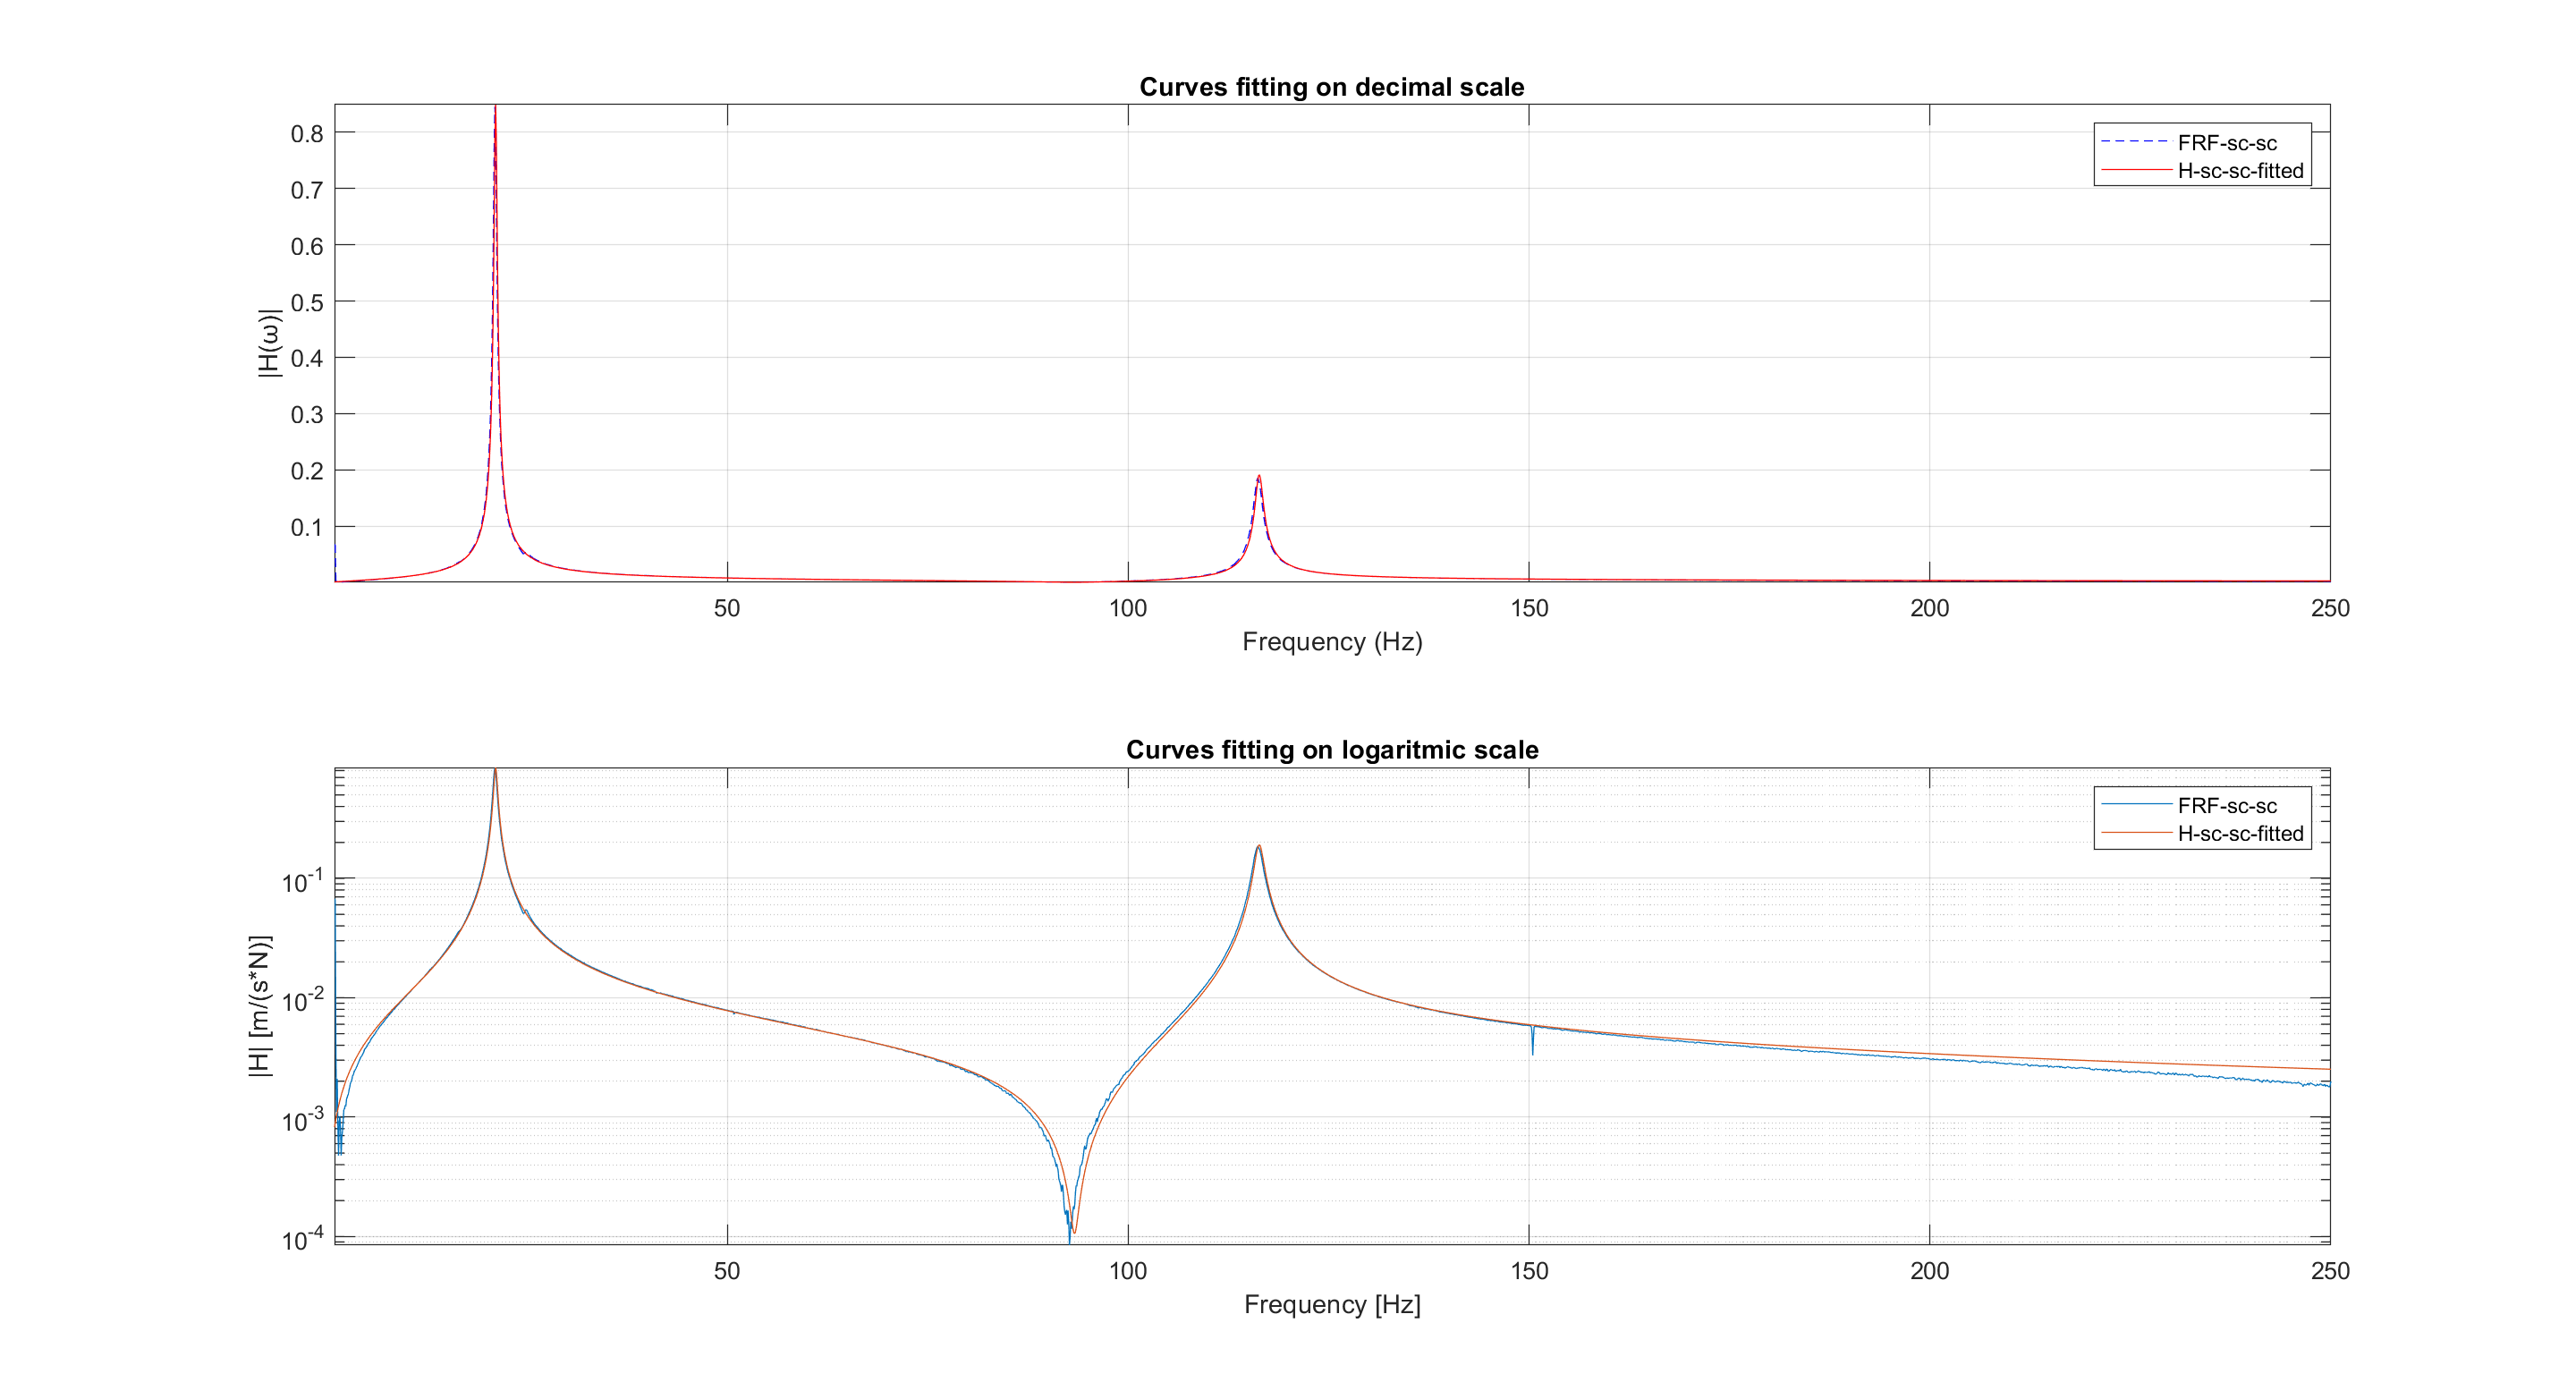 Curves fitting on decimal scale
|H(ω)|
0.8
0.7
0.6
0.5
0.4
0.3
0.2
0.1
FRF-sc-sc
H-sc-sc-fitted
50 100 150 200 250
Frequency (Hz)
Curves fitting on logaritmic scale
|H| [m/(s*N)]
10-1
10-2
10-3
10-4
FRF-sc-sc
H-sc-sc-fitted
50 100 150 200 250
Frequency [Hz]